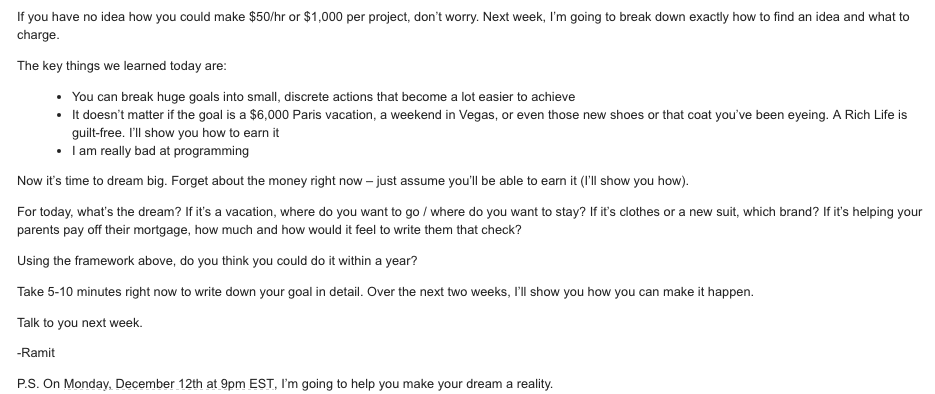 If you have no idea how you could make $50/hr or $1,000 per project, don’t worry. Next week, I’m going to break down exactly how to find an idea and what to
charge.
The key things we learned today are:
• You can break huge goals into small, discrete actions that become a lot easier to achieve
• It doesn’t matter if the goal is a $6,000 Paris vacation, a weekend in Vegas, or even those new shoes or that coat you’ve been eyeing. A Rich Life is
guilt-free. I’ll show you how to earn it
• I am really bad at programming
Now it’s time to dream big. Forget about the money right now – just assume you’ll be able to earn it (I’ll show you how).
For today, what’s the dream? If it’s a vacation, where do you want to go / where do you want to stay? If it’s clothes or a new suit, which brand? If it’s helping your
parents pay off their mortgage, how much and how would it feel to write them that check?
Using the framework above, do you think you could do it within a year?
Take 5-10 minutes right now to write down your goal in detail. Over the next two weeks, I’ll show you how you can make it happen.
Talk to you next week.
-Ramit
P.S. On Monday, December 12th at 9pm EST, I’m going to help you make your dream a reality.